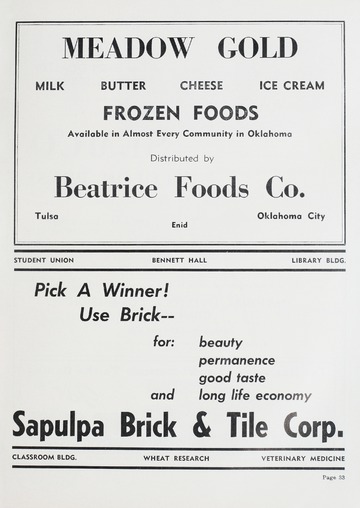 MEADOW GOLD
MILK BUTTER CHEESE ICE CREAM
FROZEN FOODS
Available in Almost Every Community in Oklahoma
Distributed by
Beatrice Foods Co.
Tulsa Oklahoma City
Enid
STUDENT UNION BENNETT HALL LIBRARY BLDG.
Pick A Winner!
Use Brick--
for: beauty
permanence
good taste
and long life economy
Sapulpa Brick & Tile Corp.
CLASSROOM BLDG. WHEAT RESEARCH VETERINARY MEDICINE
Page 53